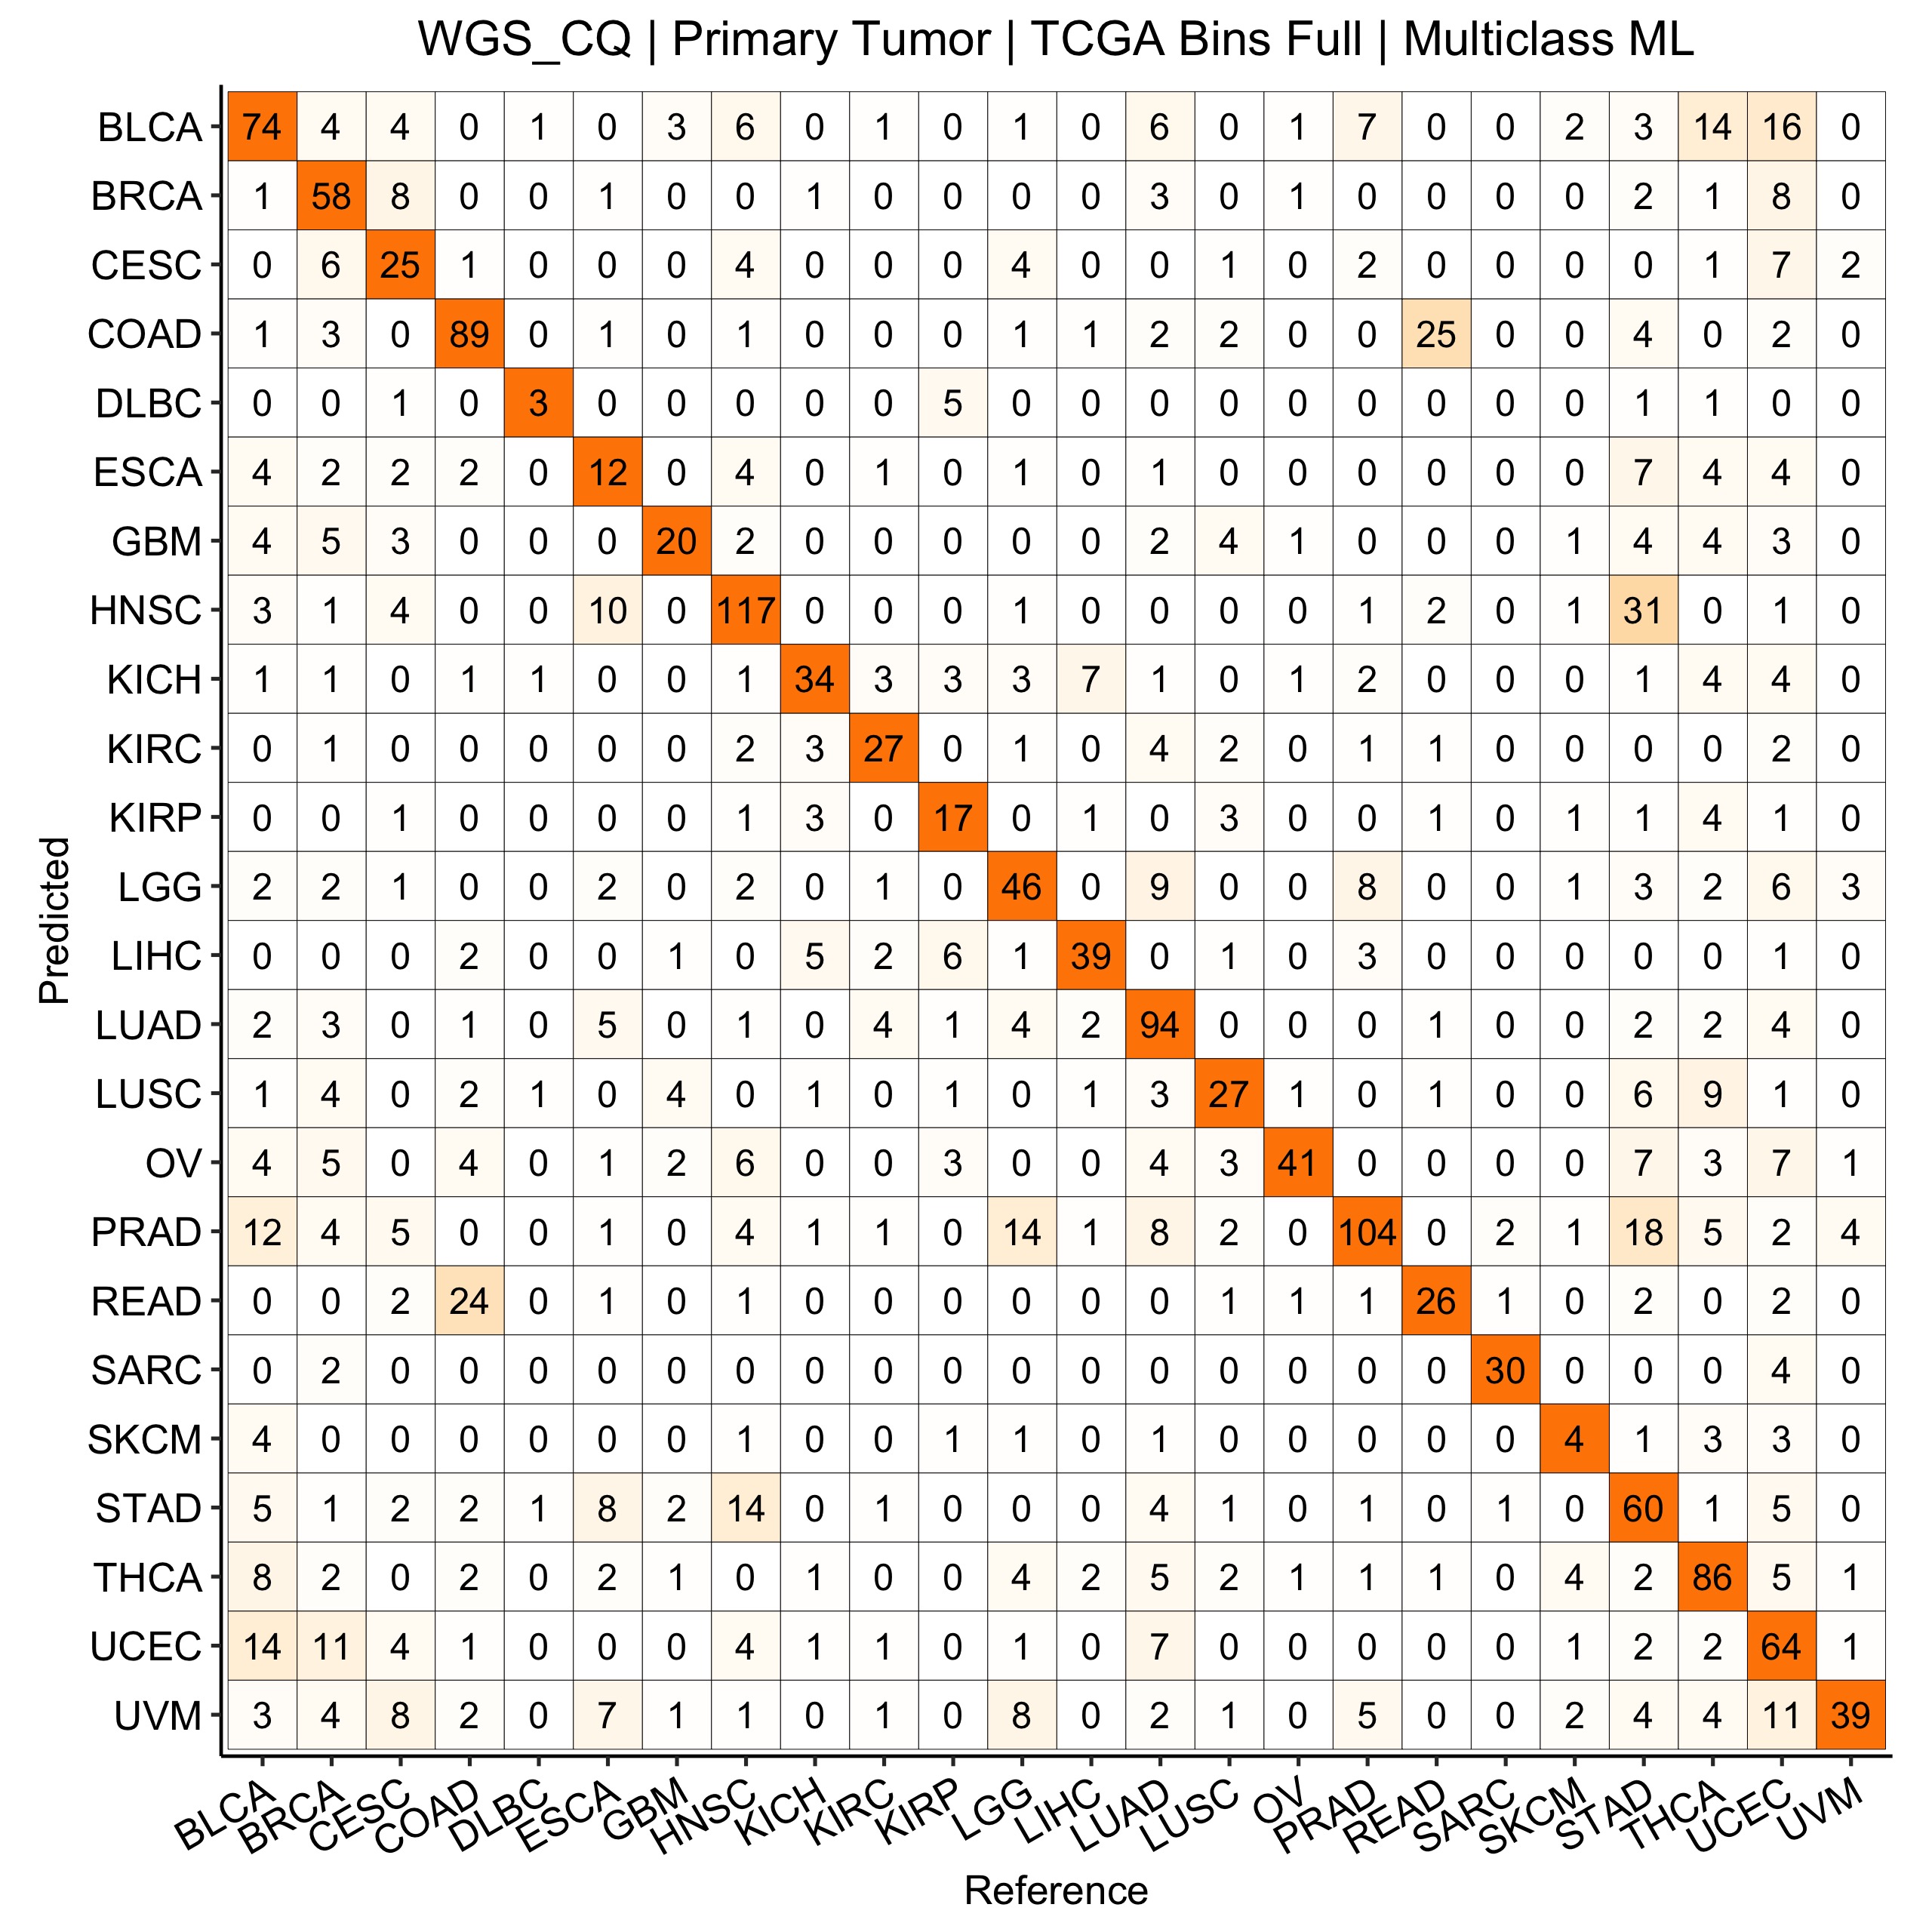 WGS_CQ | Primary Tumor | TCGA Bins Full | Multiclass ML
BLCA 74 4 4 0 1 0 3 6 0 1 0 1 0 6 0 1 7 0 0 2 3 14 16 0
BRCA 1 58 8 0 0 1 0 0 1 0 0 0 0 3 0 1 0 0 0 0 2 1 8 0
CESC 0 6 25 1 0 0 0 4 0 0 0 4 0 0 1 0 2 0 0 0 0 1 7 2
COAD 1 3 0 89 0 1 0 1 0 0 0 1 1 2 2 0 0 25 0 0 4 0 2 0
DLBC 0 0 1 0 3 0 0 0 0 0 5 0 0 0 0 0 0 0 0 0 1 1 0 0
ESCA 4 2 2 2 0 12 0 4 0 1 0 1 0 1 0 0 0 0 0 0 7 4 4 0
GBM 4 5 3 0 0 0 20 2 0 0 0 0 0 2 4 1 0 0 0 1 4 4 3 0
HNSC 3 1 4 0 0 10 0 117 0 0 0 1 0 0 0 0 1 2 0 1 31 0 1 0
KICH 1 1 0 1 1 0 0 1 34 3 3 3 7 1 0 1 2 0 0 0 1 4 4 0
KIRC 0 1 0 0 0 0 0 2 3 27 0 1 0 4 2 0 1 1 0 0 0 0 2 0
KIRP 0 0 1 0 0 0 0 1 3 0 17 0 1 0 3 0 0 1 0 1 1 4 1 0
LGG 2 2 1 0 0 2 0 2 0 1 0 46 0 9 0 0 8 0 0 1 3 2 6 3
LIHC 0 0 0 2 0 0 1 0 5 2 6 1 39 0 1 0 3 0 0 0 0 0 1 0
LUAD 2 3 0 1 0 5 0 1 0 4 1 4 2 94 0 0 0 1 0 0 2 2 4 0
LUSC 1 4 0 2 1 0 4 0 1 0 1 0 1 3 27 1 0 1 0 0 6 9 1 0
OV 4 5 0 4 0 1 2 6 0 0 3 0 0 4 3 41 0 0 0 0 7 3 7 1
PRAD 12 4 5 0 0 1 0 4 1 1 0 14 1 8 2 0 104 0 2 1 18 5 2 4
READ 0 0 2 24 0 1 0 1 0 0 0 0 0 0 1 1 1 26 1 0 2 0 2 0
SARC 0 2 0 0 0 0 0 0 0 0 0 0 0 0 0 0 0 0 30 0 0 0 4 0
SKCM 4 0 0 0 0 0 0 1 0 0 1 1 0 1 0 0 0 0 0 4 1 3 3 0
STAD 5 1 2 2 1 8 2 14 0 1 0 0 0 4 1 0 1 0 1 0 60 1 5 0
THCA 8 2 0 2 0 2 1 0 1 0 0 4 2 5 2 1 1 1 0 4 2 86 5 1
UCEC 14 11 4 1 0 0 0 4 1 1 0 1 0 7 0 0 0 0 0 1 2 2 64 1
UVM 3 4 8 2 0 7 1 1 0 1 0 8 0 2 1 0 5 0 0 2 4 4 11 39
Predicted
BLCA BRCA CESC COAD DLBC ESCA GBM HNSC KICH KIRC KIRP LGG LIHC LUAD LUSC OV PRAD READ SARC SKCM STAD THCA UCEC UVM
Reference